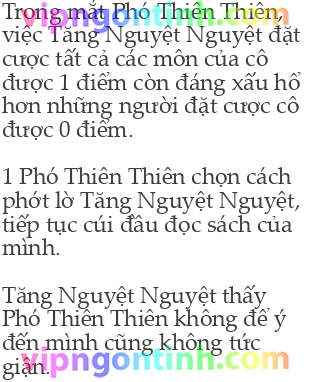 Trong mắt Phó Thiên Thiên,
việc Tăng Nguyệt Nguyệt đặt
cược tất cả các môn của cô
được 1 điểm còn đáng xấu hổ
hơn những người đặt cược cô
được 0 điểm.
1 Phó Thiên Thiên chọn cách
phớt lờ Tăng Nguyệt Nguyệt,
tiếp tục cúi đầu đọc sách của
mình.
Tăng Nguyệt Nguyệt thấy
Phó Thiên Thiên không để ý
đến mình cũng không tức
giận.
vipngontinh.com
vipngontinh.com